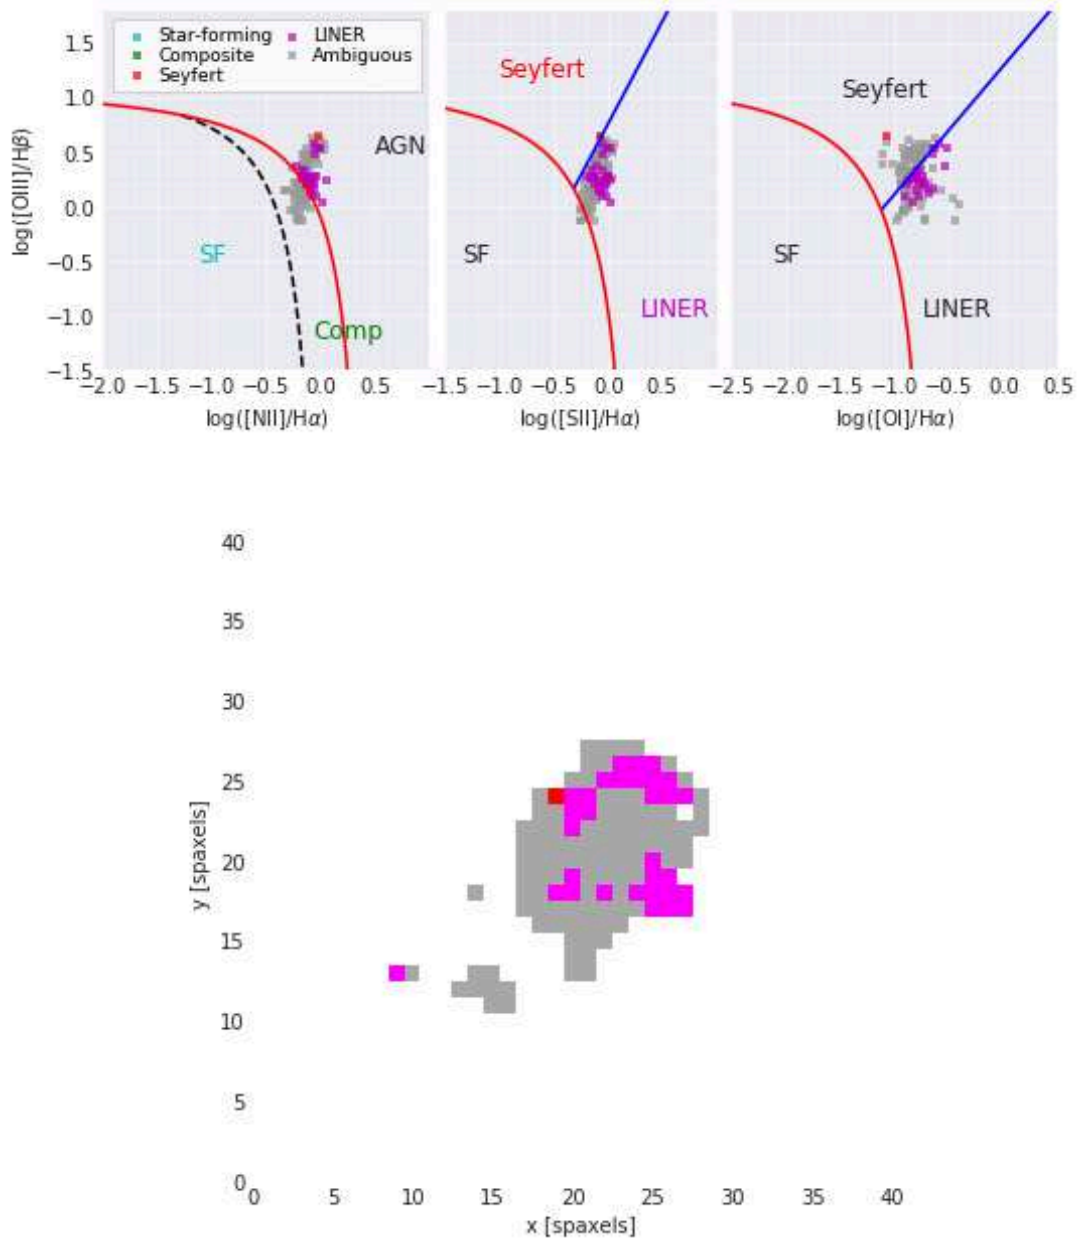 Star-forming LINER
Composite Ambiguous
Seyfert
log([OIII]/Hβ)
1.5
1.0
0.5
0.0
−0.5
−1.0
−1.5
AGN
SF
Comp
−2.0 −1.5 −1.0 −0.5 0.0 0.5
log([NII]/Hα)
Seyfert
SF
LINER
−1.5 −1.0 −0.5 0.0 0.5
log([SII]/Hα)
Seyfert
SF
LINER
−2.5 −2.0 −1.5 −1.0 −0.5 0.0 0.5
log([OI]/Hα)
y [spaxels]
40
35
30
25
20
15
10
5
0
0 5 10 15 20 25 30 35 40
x [spaxels]